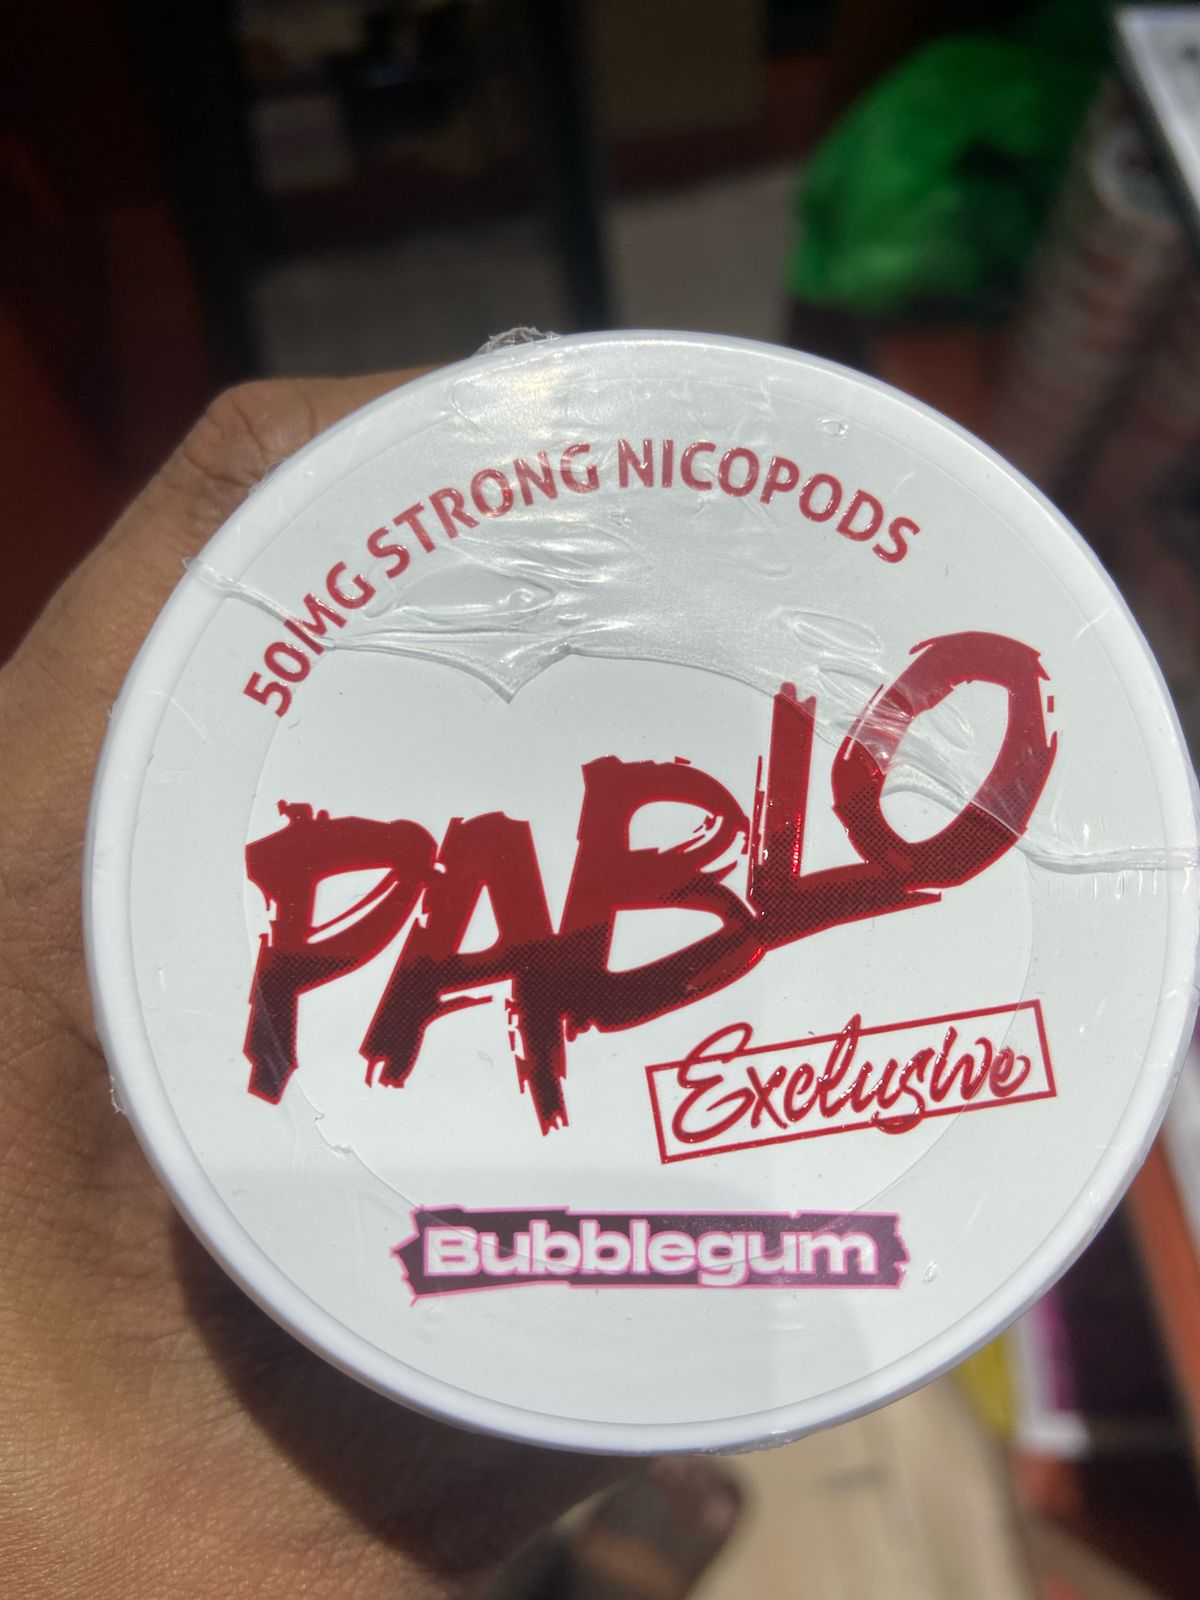 50MG STRONG NICOPODS
PABLO
Exclusive
Bubblegum